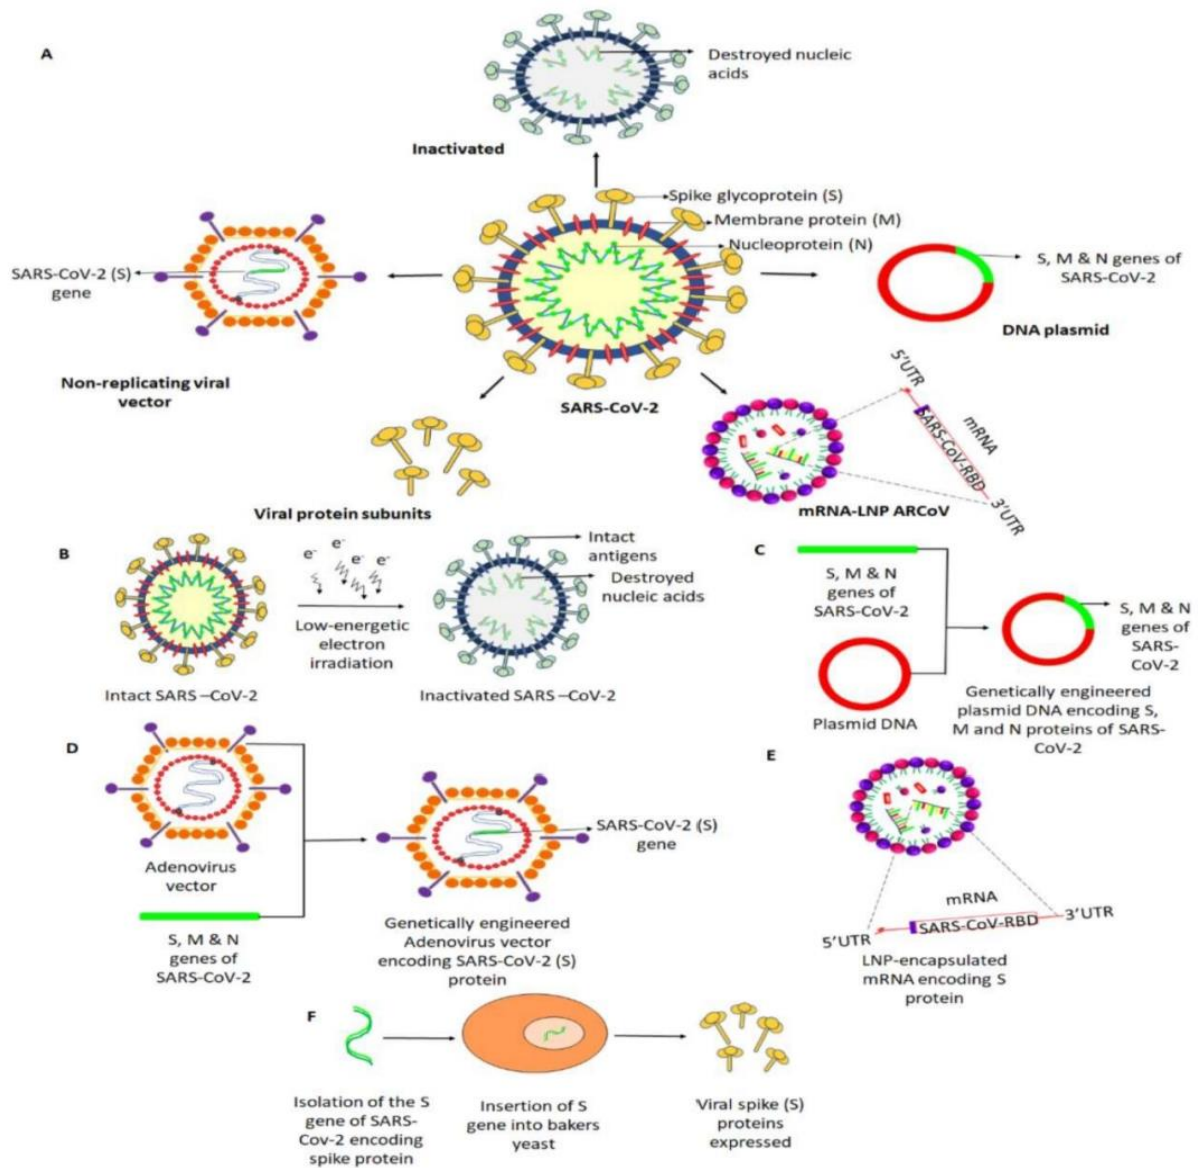 A
Destroyed nucleic
acids
Inactivated
Spike glycoprotein (S)
Membrane protein (M)
Nucleoprotein (N)
SARS-CoV-2 (S)
gene
S, M & N genes of
SARS-CoV-2
DNA plasmid
Non-replicating viral
vector
SARS-CoV-2
5'UTR
mRNA
SARS-CoV-RBD
3'UTR
Viral protein subunits
mRNA-LNP ARCoV
B
e⁻
e⁻
e⁻
e⁻
Low-energetic
electron
irradiation
Intact
antigens
Destroyed
nucleic acids
Intact SARS –CoV-2
Inactivated SARS –CoV-2
C
S, M & N
genes of
SARS-CoV-2
Plasmid DNA
S, M & N
genes of
SARS-
CoV-2
Genetically engineered
plasmid DNA encoding S,
M and N proteins of SARS-
CoV-2
D
Adenovirus
vector
S, M & N
genes of
SARS-CoV-2
SARS-CoV-2 (S)
gene
Genetically engineered
Adenovirus vector
encoding SARS-CoV-2 (S)
protein
E
mRNA
5'UTR
SARS-CoV-RBD
3'UTR
LNP-encapsulated
mRNA encoding S
protein
F
Isolation of the S
gene of SARS-
Cov-2 encoding
spike protein
Insertion of S
gene into bakers
yeast
Viral spike (S)
proteins
expressed